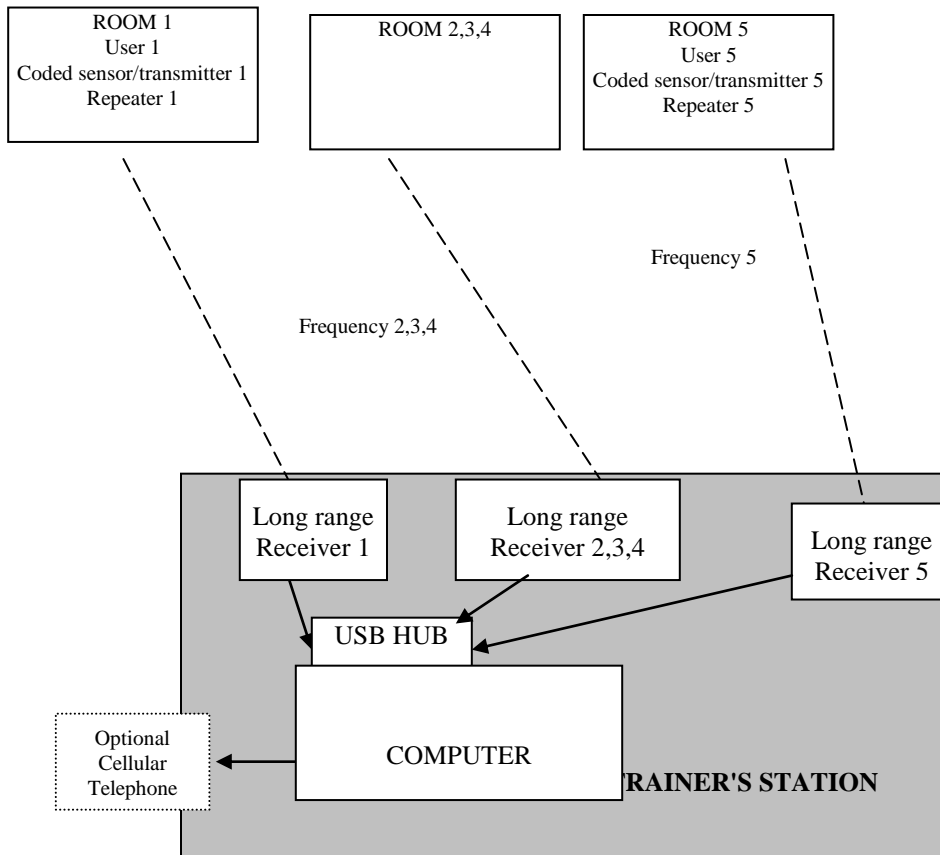 ROOM 1
User 1
Coded sensor/transmitter 1
Repeater 1
ROOM 2,3,4
ROOM 5
User 5
Coded sensor/transmitter 5
Repeater 5
Frequency 5
Frequency 2,3,4
Long range
Receiver 1
Long range
Receiver 2,3,4
Long range
Receiver 5
USB HUB
COMPUTER
Optional
Cellular
Telephone
TRAINER'S STATION